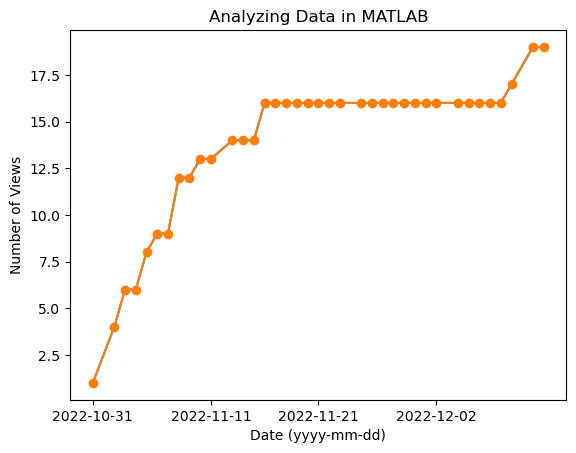 Analyzing Data in MATLAB
Number of Views
17.5
15.0
12.5
10.0
7.5
5.0
2.5
2022-10-31 2022-11-11 2022-11-21 2022-12-02
Date (yyyy-mm-dd)